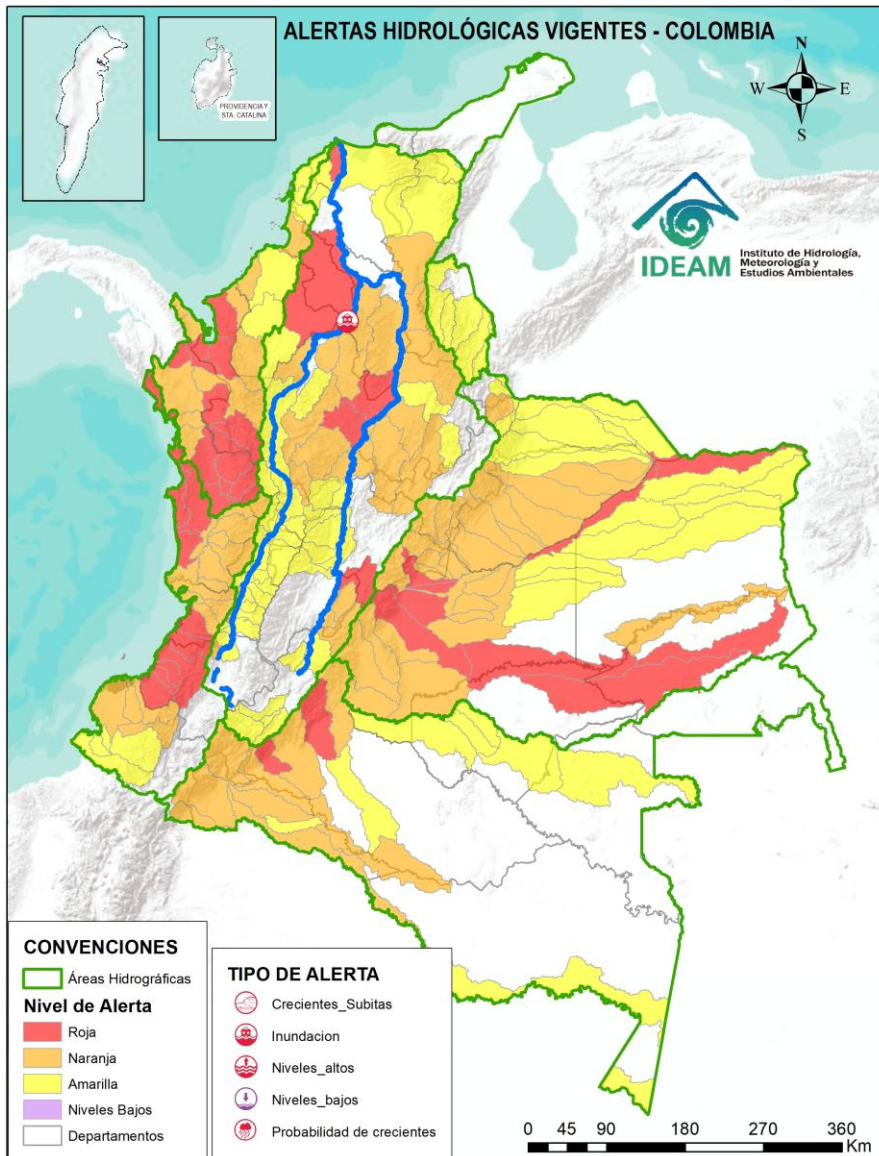 ALERTAS HIDROLÓGICAS VIGENTES - COLOMBIA
PROVIDENCIA Y
STA. CATALINA
N
W
E
S
IDEAM
Instituto de Hidrología,
Meteorología y
Estudios Ambientales
CONVENCIONES
Áreas Hidrográficas
Nivel de Alerta
Roja
Naranja
Amarilla
Niveles Bajos
Departamentos
TIPO DE ALERTA
Crecientes_Subitas
Inundacion
Niveles_altos
Niveles_bajos
Probabilidad de crecientes
0 45 90 180 270 360
Km